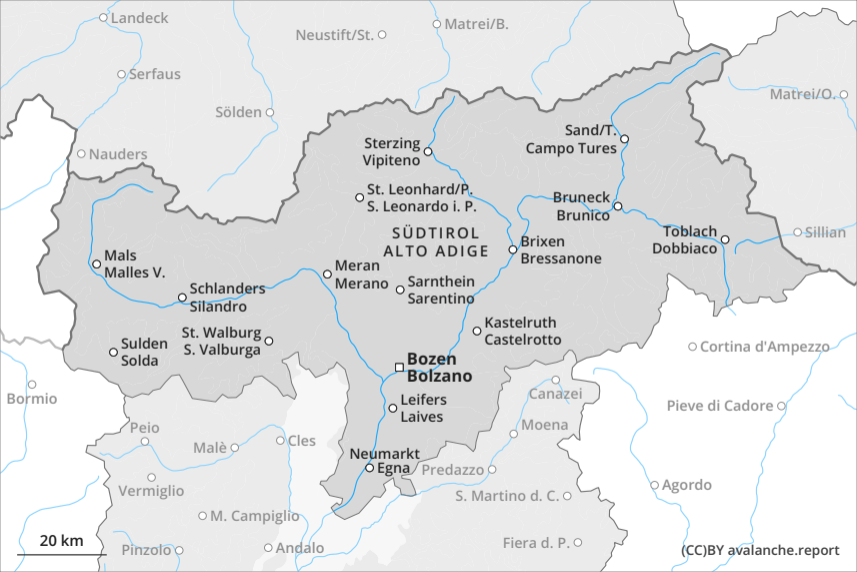 Landeck
Matrei/B.
Neustift/St.
Serfaus
Matrei/O.
Sölden
Sand/T.
Campo Tures
Sterzing
Vipiteno
Nauders
St. Leonhard/P.
S. Leonardo i. P.
Bruneck
Brunico
SÜDTIROL
ALTO ADIGE
Toblach
Dobbiaco
Sillian
Brixen
Bressanone
Mals
Malles V.
Meran
Merano
Sarnthein
Sarentino
Schlanders
Silandro
Kastelruth
Castelrotto
St. Walburg
S. Valburga
Sulden
Solda
Cortina d'Ampezzo
Bozen
Bolzano
Bormio
Canazei
Leifers
Laives
Pieve di Cadore
Peio
Moena
Malè
Cles
Neumarkt
Egna
Predazzo
Vermiglio
Agordo
S. Martino d. C.
M. Campiglio
20 km
Pinzolo
Andalo
Fiera d. P.
(CC)BY avalanche.report